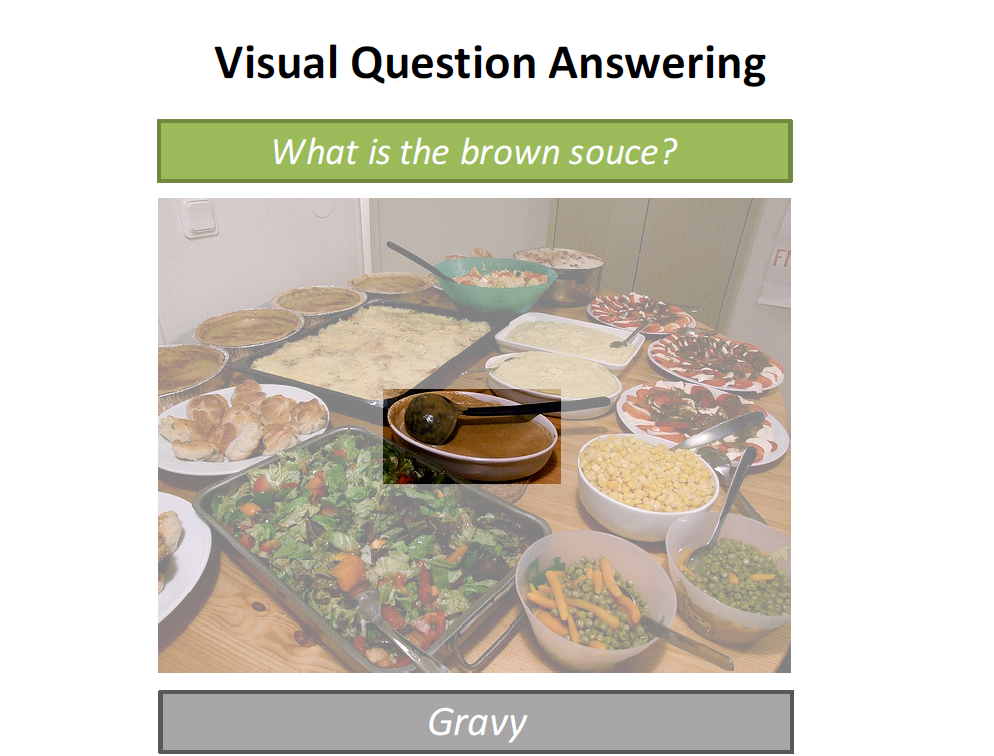 Visual Question Answering
What is the brown souce?
Gravy